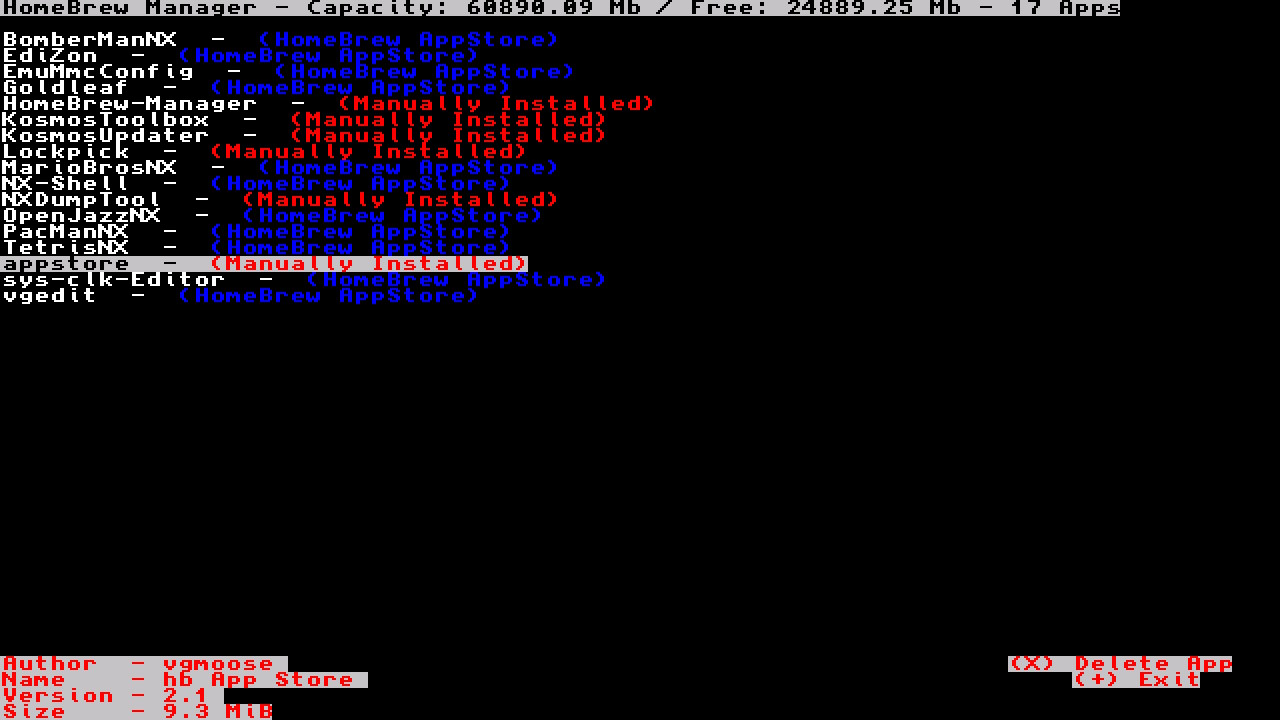 HomeBrew Manager - Capacity: 60890.09 Mb / Free: 24889.25 Mb - 17 Apps
BomberManNX - (HomeBrew AppStore)
EdiZon - (HomeBrew AppStore)
EmuMmcConfig - (HomeBrew AppStore)
Goldleaf - (HomeBrew AppStore)
HomeBrew-Manager - (Manually Installed)
KosmosToolbox - (Manually Installed)
KosmosUpdater - (Manually Installed)
Lockpick - (Manually Installed)
MarioBrosNX - (HomeBrew AppStore)
NX-Shell - (HomeBrew AppStore)
NXDumpTool - (Manually Installed)
OpenJazzNX - (HomeBrew AppStore)
PacManNX - (HomeBrew AppStore)
TetrisNX - (HomeBrew AppStore)
appstore - (Manually Installed)
sys-clk-Editor - (HomeBrew AppStore)
vgedit - (HomeBrew AppStore)
Author - vgmoose
Name - hb App Store
Version - 2.1
Size - 9.3 MiB
(X) Delete App
(+) Exit